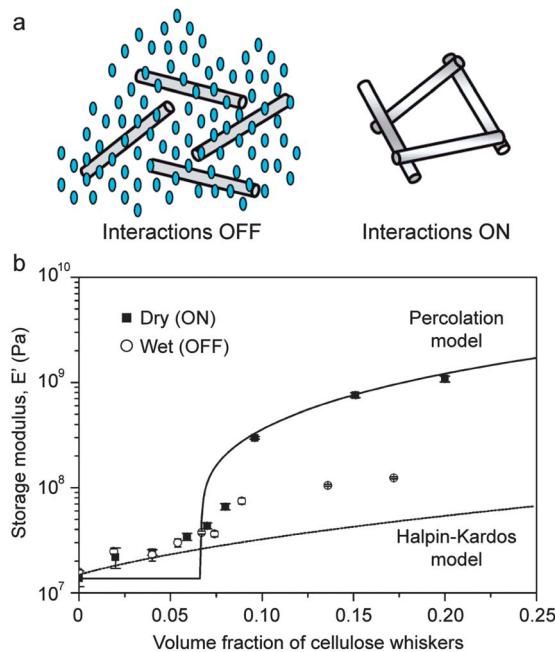 a
Interactions OFF
Interactions ON
b
10^10
Dry (ON)
Wet (OFF)
Percolation
model
10^9
Storage modulus, E' (Pa)
10^8
Halpin-Kardos
model
10^7
0 0.05 0.10 0.15 0.20 0.25
Volume fraction of cellulose whiskers